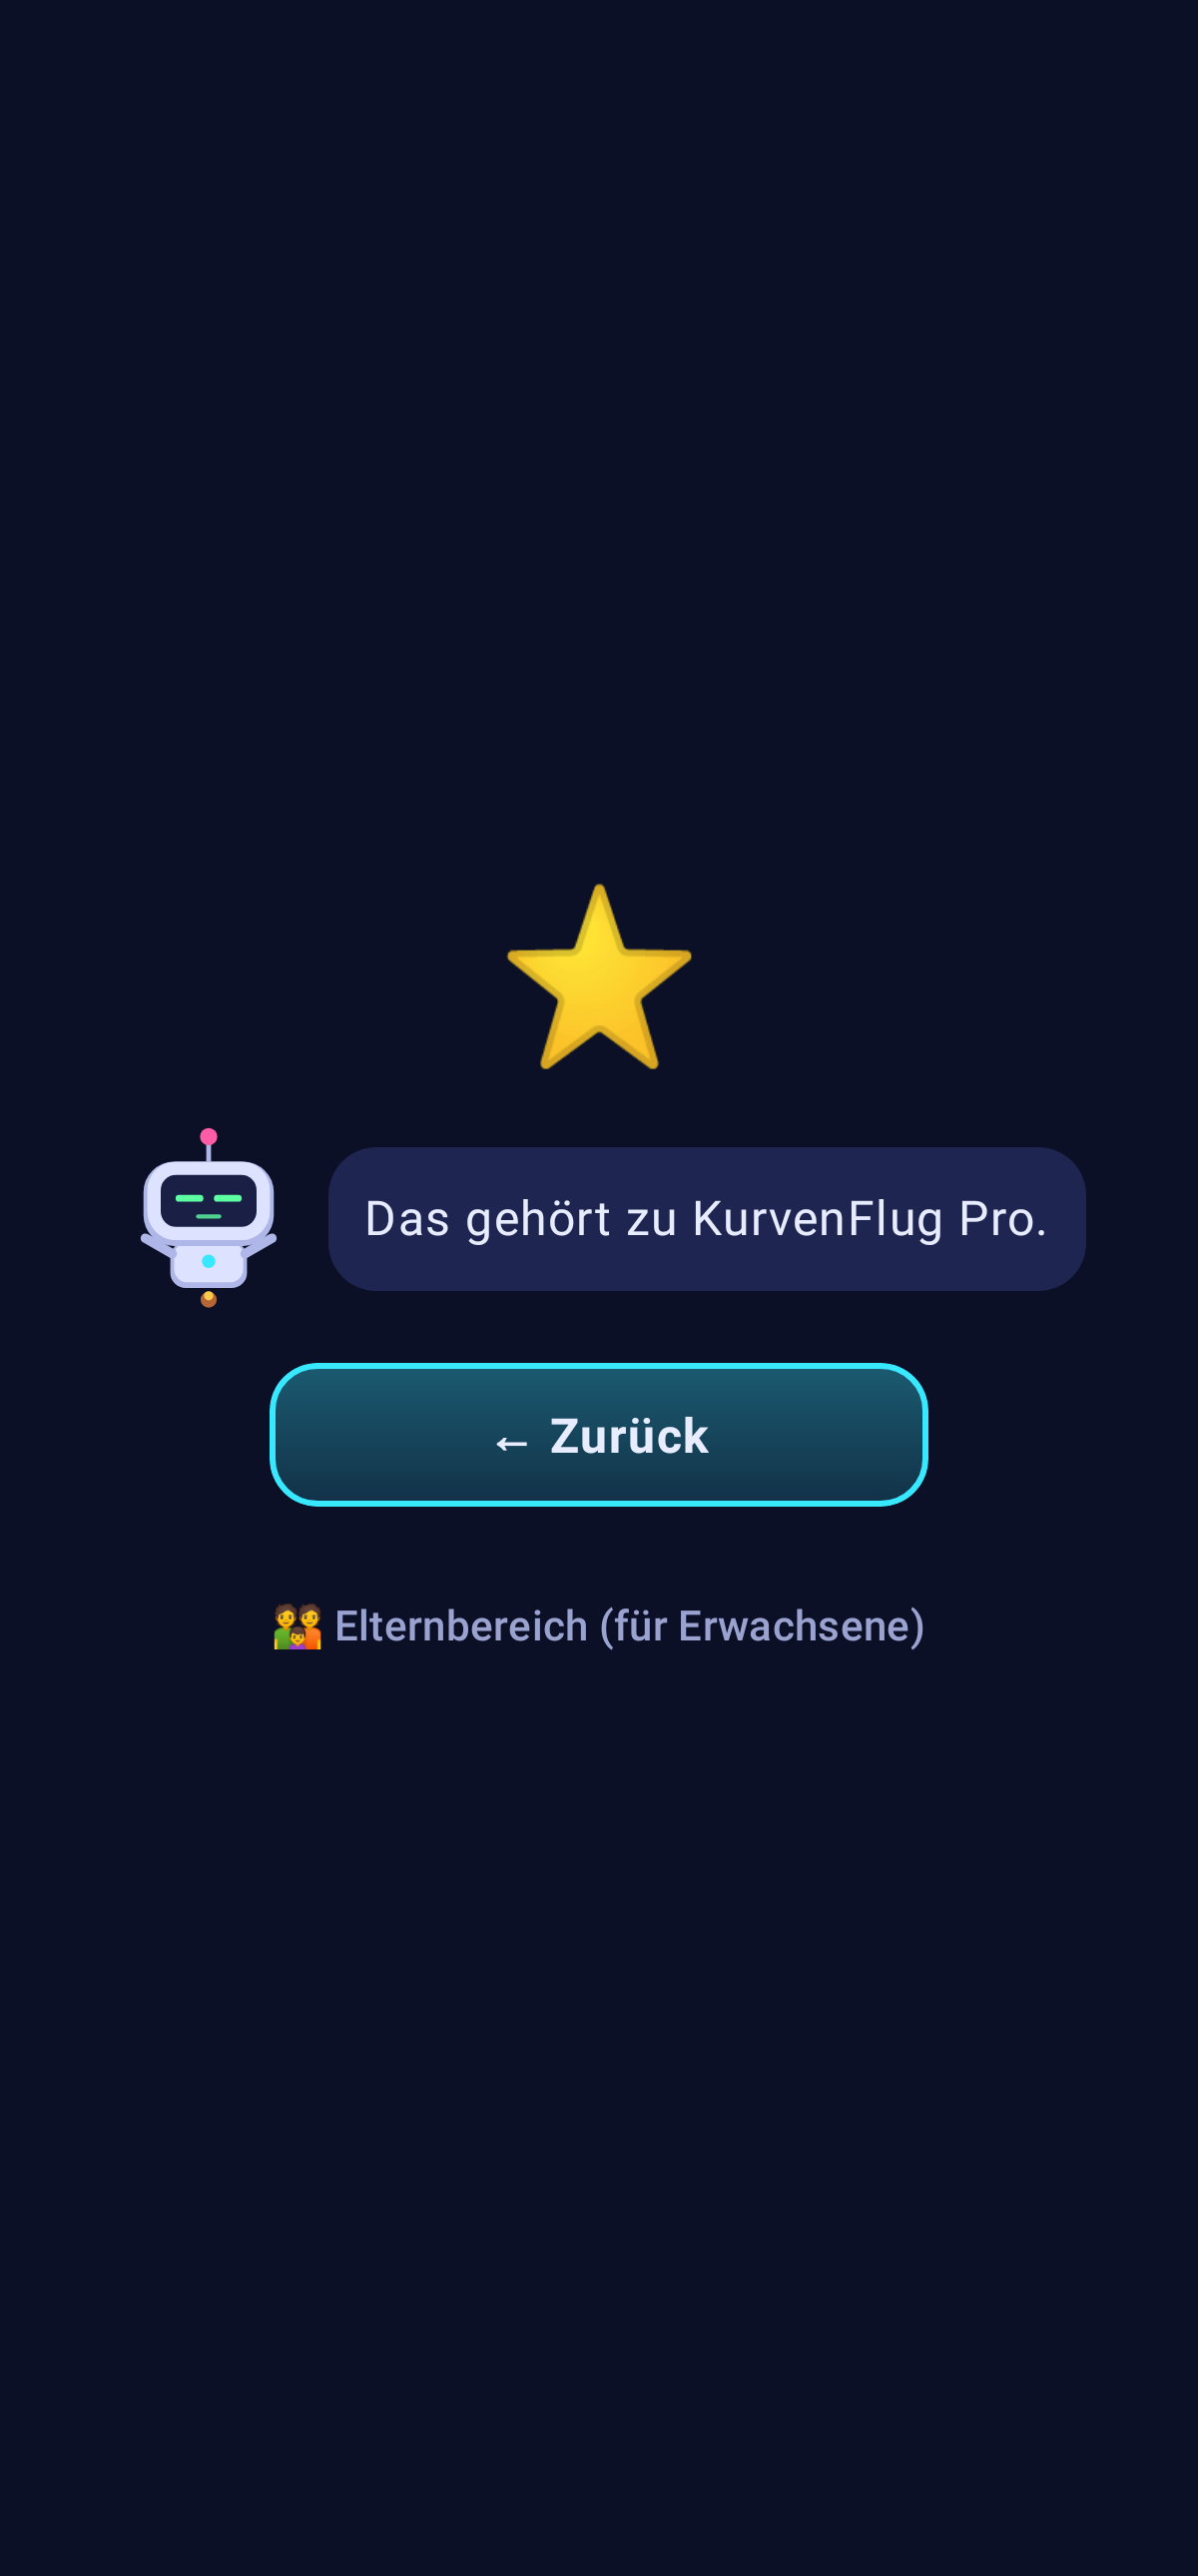 Das gehört zu KurvenFlug Pro.
← Zurück
Elternbereich (für Erwachsene)